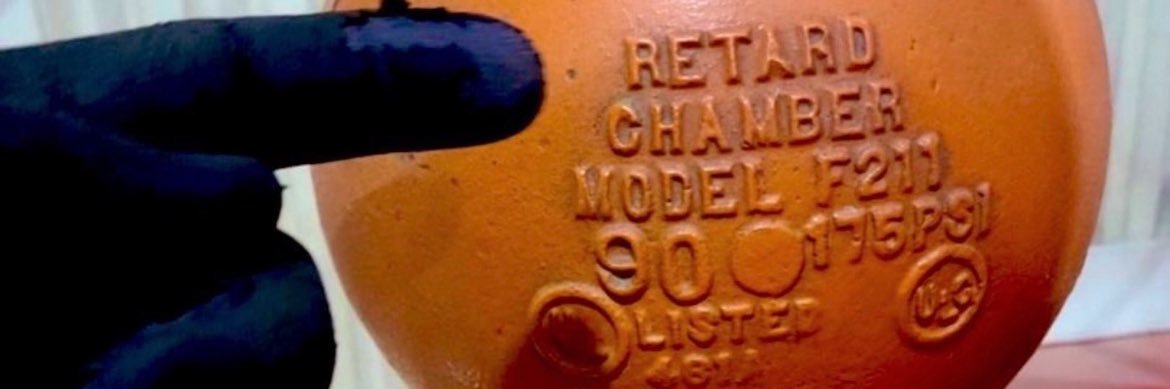 RETARD
CHAMBER
MODEL F211
90 175PSI
LISTED